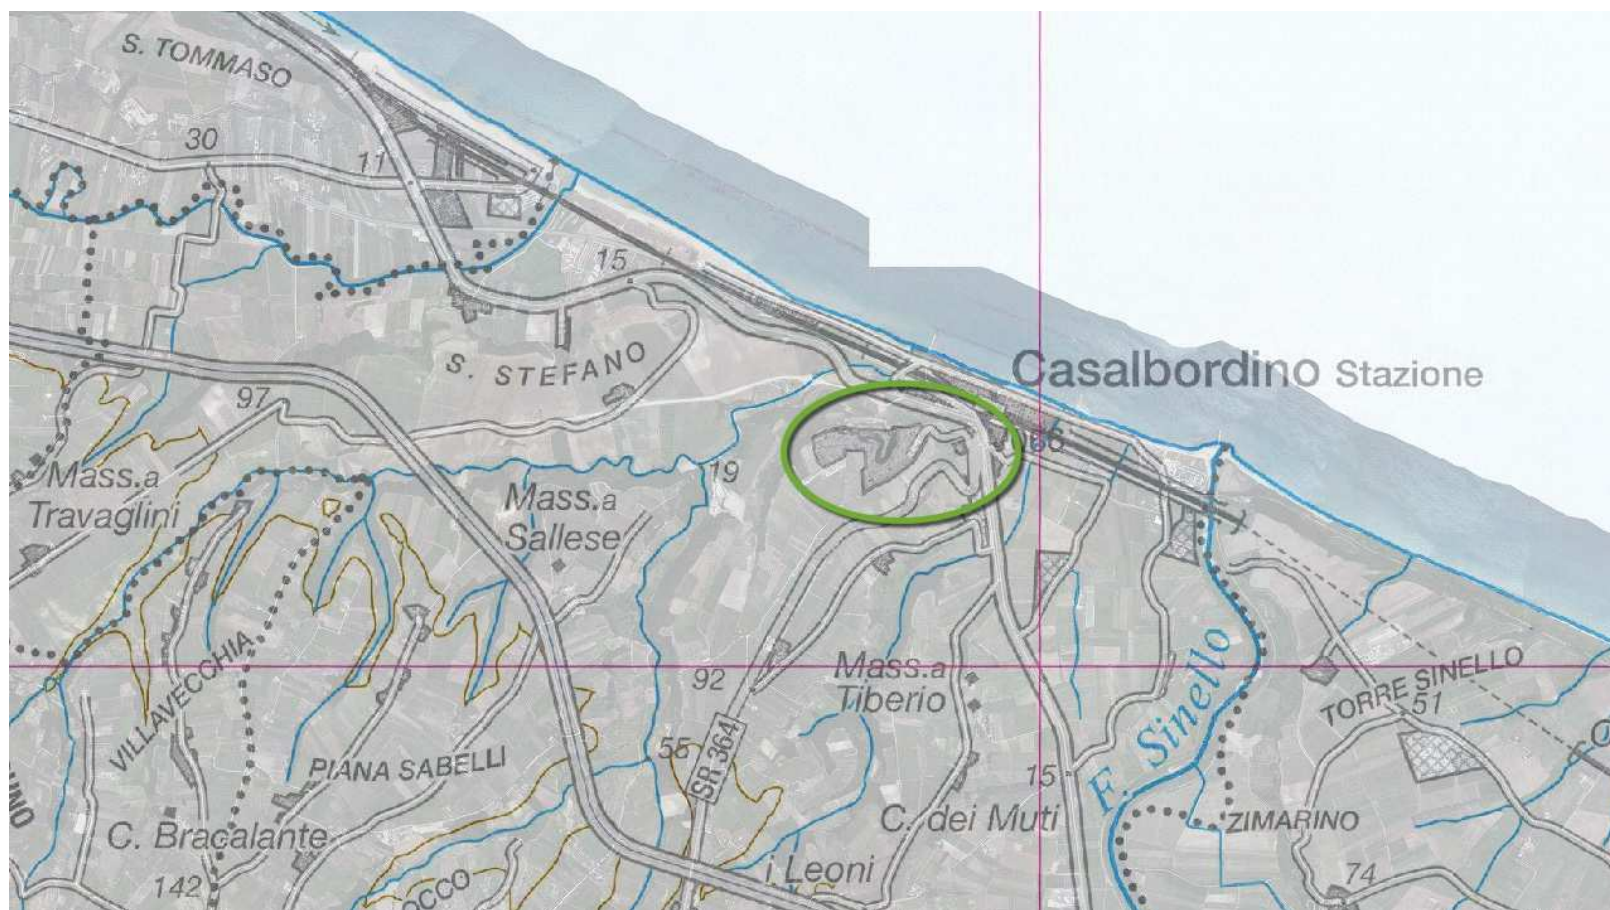 S. TOMMASO
30
11
15
S. STEFANO
Casalbordino Stazione
97
Mass.a
Travaglini
19
Mass.a
Sallese
VILLAVECCHIA
92
Mass.a
Tiberio
F. Sinello
TORRE SINELLO
51
PIANA SABELLI
55
SR 364
15
C. Bracalante
C. dei Muti
ZIMARINO
142
i Leoni
74